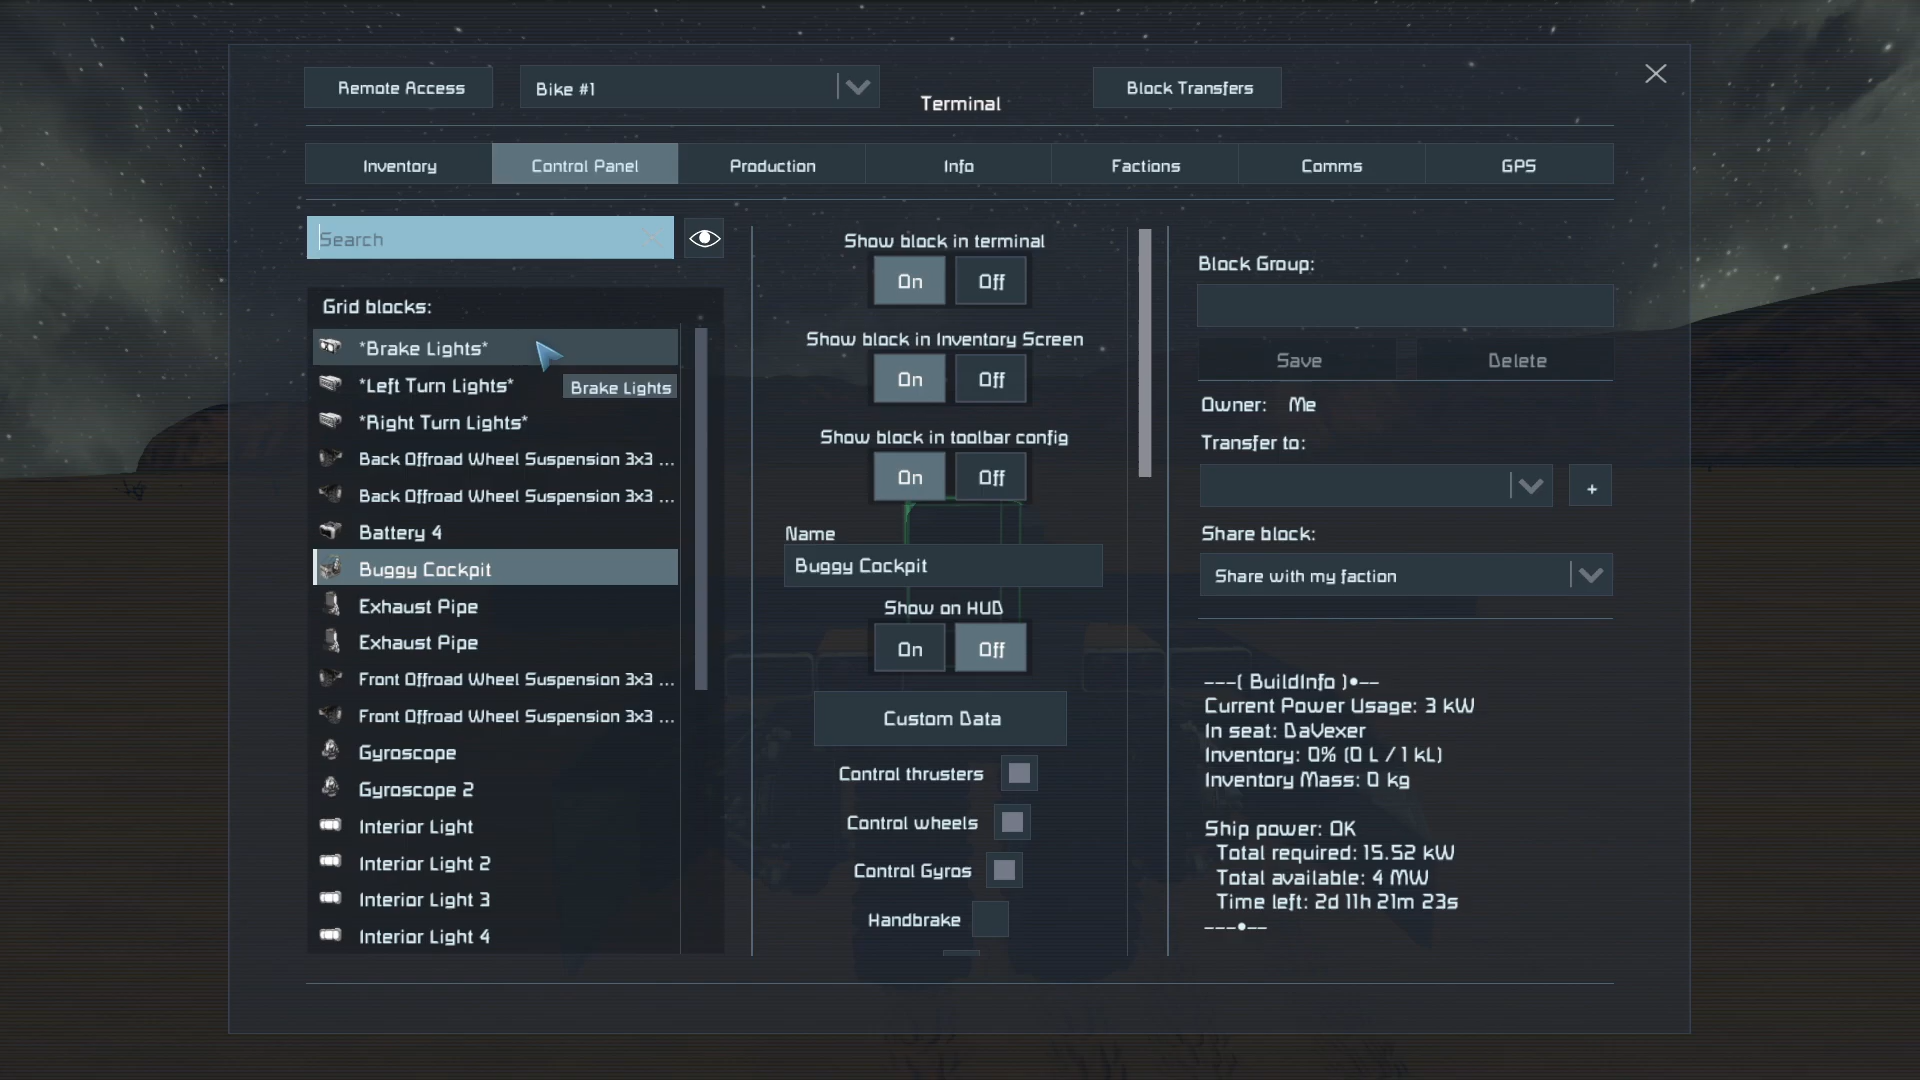 Remote Access
Bike #1
Terminal
Block Transfers
Inventory
Control Panel
Production
Info
Factions
Comms
GPS
Search
Grid blocks:
*Brake Lights*
*Left Turn Lights*
Brake Lights
*Right Turn Lights*
Back Offroad Wheel Suspension 3x3 ...
Back Offroad Wheel Suspension 3x3 ...
Battery 4
Buggy Cockpit
Exhaust Pipe
Exhaust Pipe
Front Offroad Wheel Suspension 3x3 ...
Front Offroad Wheel Suspension 3x3 ...
Gyroscope
Gyroscope 2
Interior Light
Interior Light 2
Interior Light 3
Interior Light 4
Show block in terminal
On Off
Show block in Inventory Screen
On Off
Show block in toolbar config
On Off
Name
Buggy Cockpit
Show on HUD
On Off
Custom Data
Control thrusters
Control wheels
Control Gyros
Handbrake
Block Group:
Save Delete
Owner: Me
Transfer to:
+
Share block:
Share with my faction
---( BuildInfo )•--
Current Power Usage: 3 kW
In seat: DaVexer
Inventory: 0% (0 L / 1 kL)
Inventory Mass: 0 kg
Ship power: OK
Total required: 15.52 kW
Total available: 4 MW
Time left: 2d 11h 21m 23s
---•--